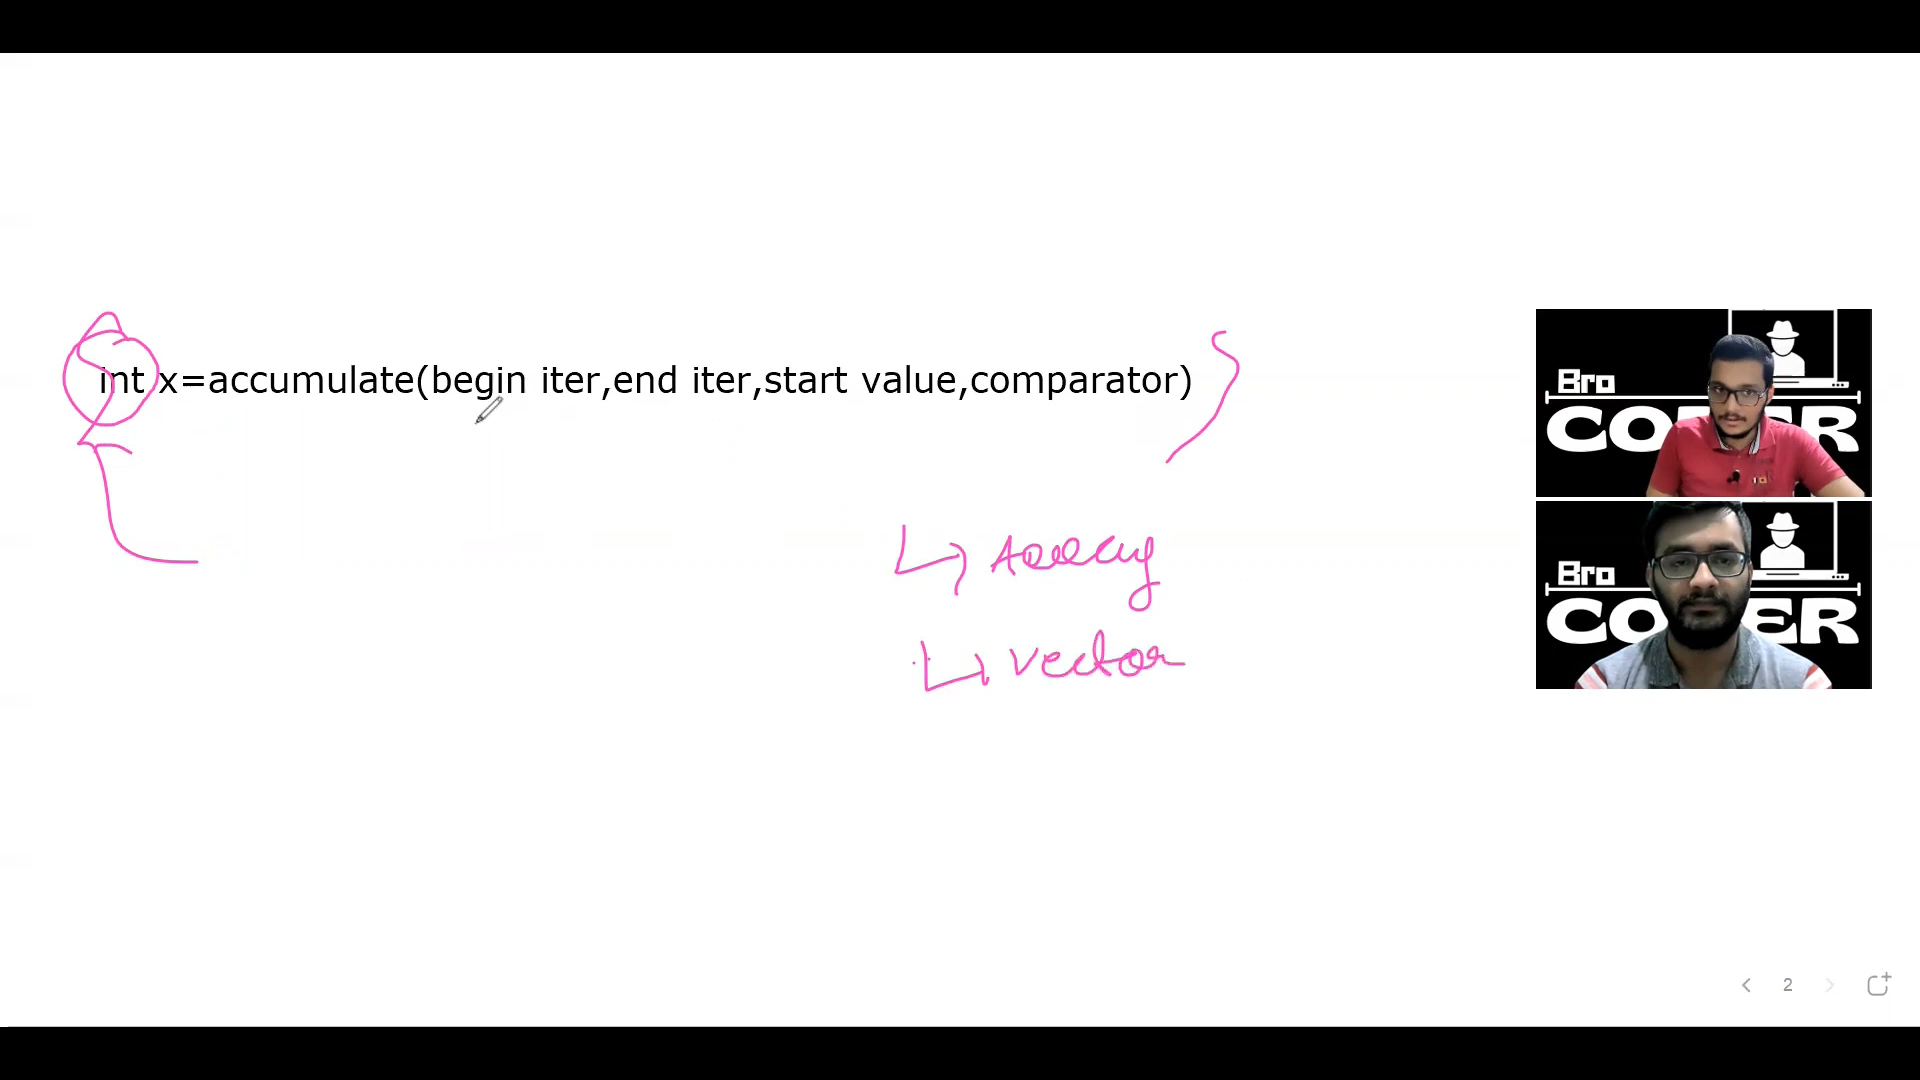 int x=accumulate(begin iter,end iter,start value,comparator)
Array
vector
Bro
CODER
Bro
CODER
2